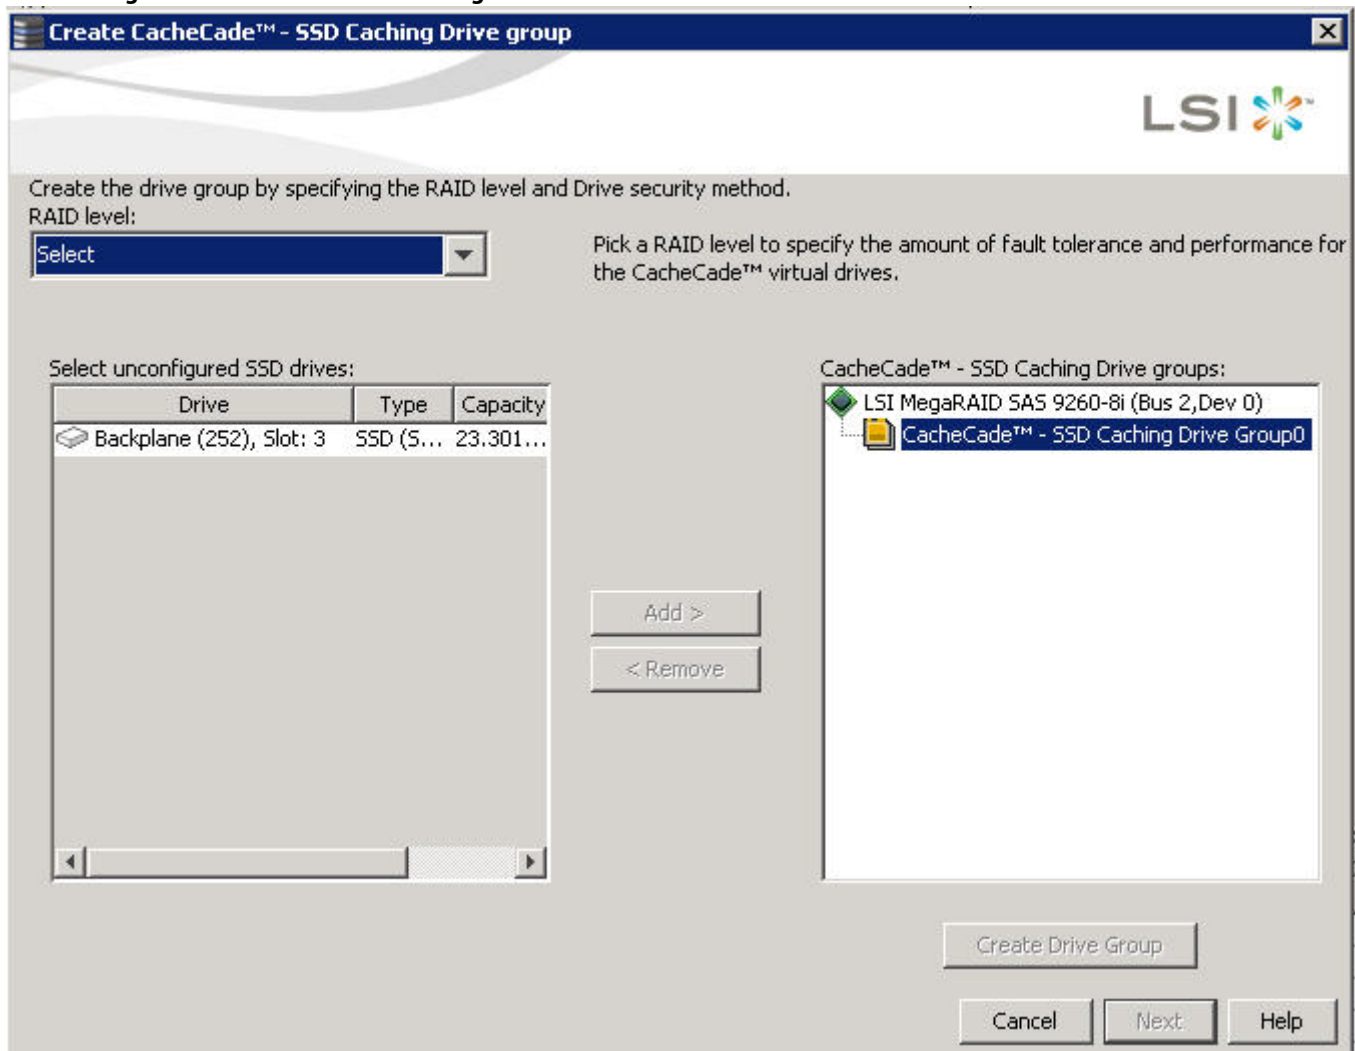 Create CacheCade™ - SSD Caching Drive group
LSI™
Create the drive group by specifying the RAID level and Drive security method.
RAID level:
Select
Pick a RAID level to specify the amount of fault tolerance and performance for
the CacheCade™ virtual drives.
Select unconfigured SSD drives:
Drive Type Capacity
Backplane (252), Slot: 3 SSD (S... 23.301...
Add >
< Remove
CacheCade™ - SSD Caching Drive groups:
LSI MegaRAID SAS 9260-8i (Bus 2,Dev 0)
CacheCade™ - SSD Caching Drive Group0
Create Drive Group
Cancel Next Help